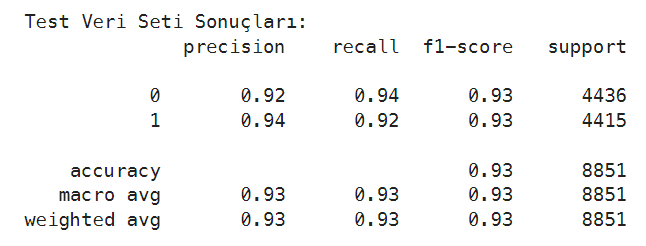 Test Veri Seti Sonuçları:
precision recall f1-score support
0 0.92 0.94 0.93 4436
1 0.94 0.92 0.93 4415
accuracy 0.93 8851
macro avg 0.93 0.93 0.93 8851
weighted avg 0.93 0.93 0.93 8851